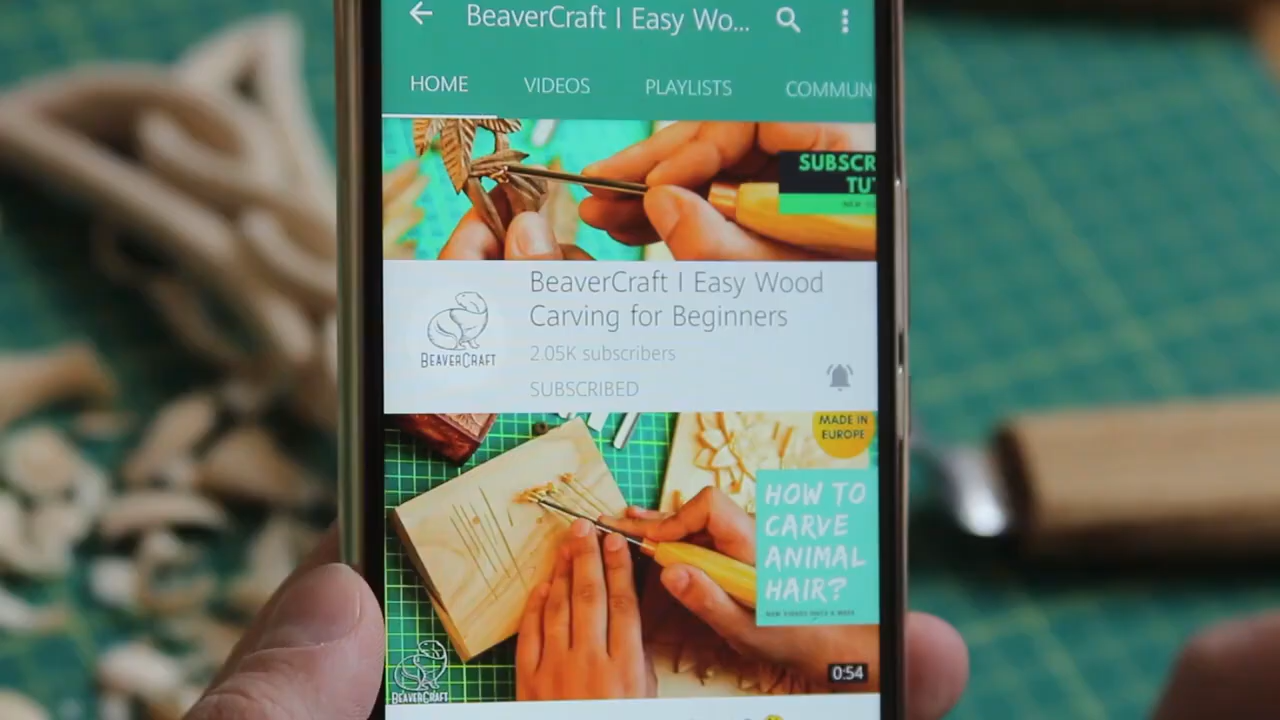 BeaverCraft I Easy Wo...
HOME VIDEOS PLAYLISTS COMMUN
SUBSCR
TU
BeaverCraft I Easy Wood
Carving for Beginners
BEAVERCRAFT
2.05K subscribers
SUBSCRIBED
MADE IN
EUROPE
HOW TO
CARVE
ANIMAL
HAIR?
0:54
BEAVERCRAFT